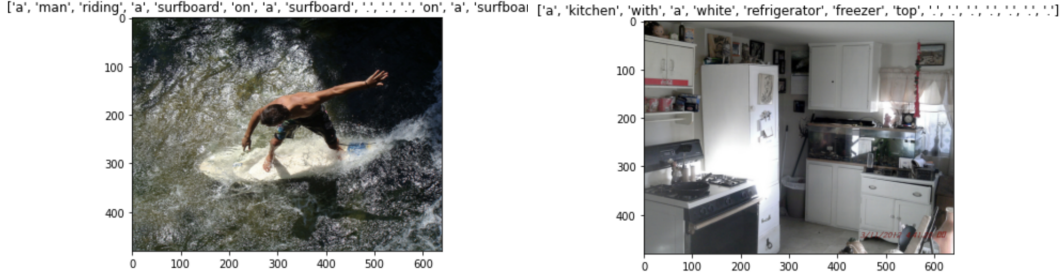 ['a', 'man', 'riding', 'a', 'surfboard', 'on', 'a', 'surfboard', '.', '.', '.', 'on', 'a', 'surfboa
['a', 'kitchen', 'with', 'a', 'white', 'refrigerator', 'freezer', 'top', '.', '.', '.', '.', '.', '.', '.', '.']
0
100
200
300
400
0 100 200 300 400 500 600
0
100
200
300
400
0 100 200 300 400 500 600